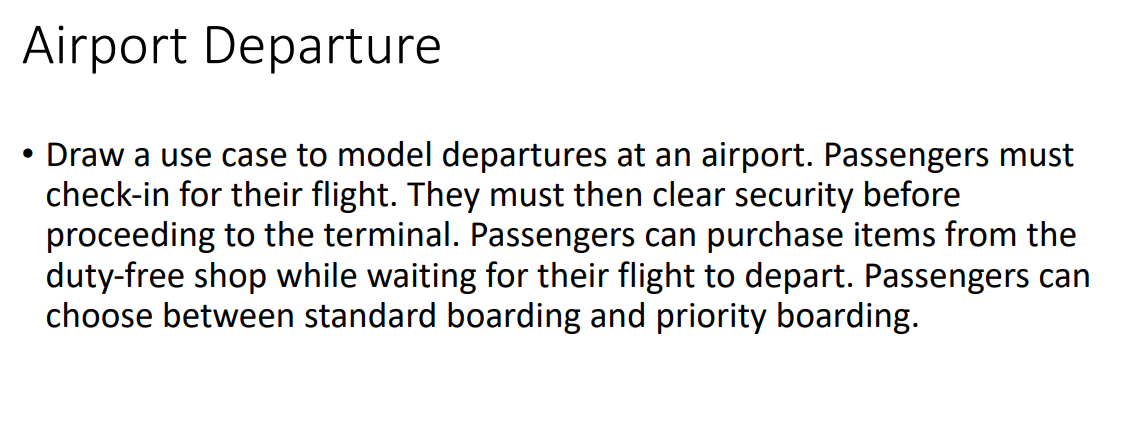 Airport Departure
• Draw a use case to model departures at an airport. Passengers must
check-in for their flight. They must then clear security before
proceeding to the terminal. Passengers can purchase items from the
duty-free shop while waiting for their flight to depart. Passengers can
choose between standard boarding and priority boarding.